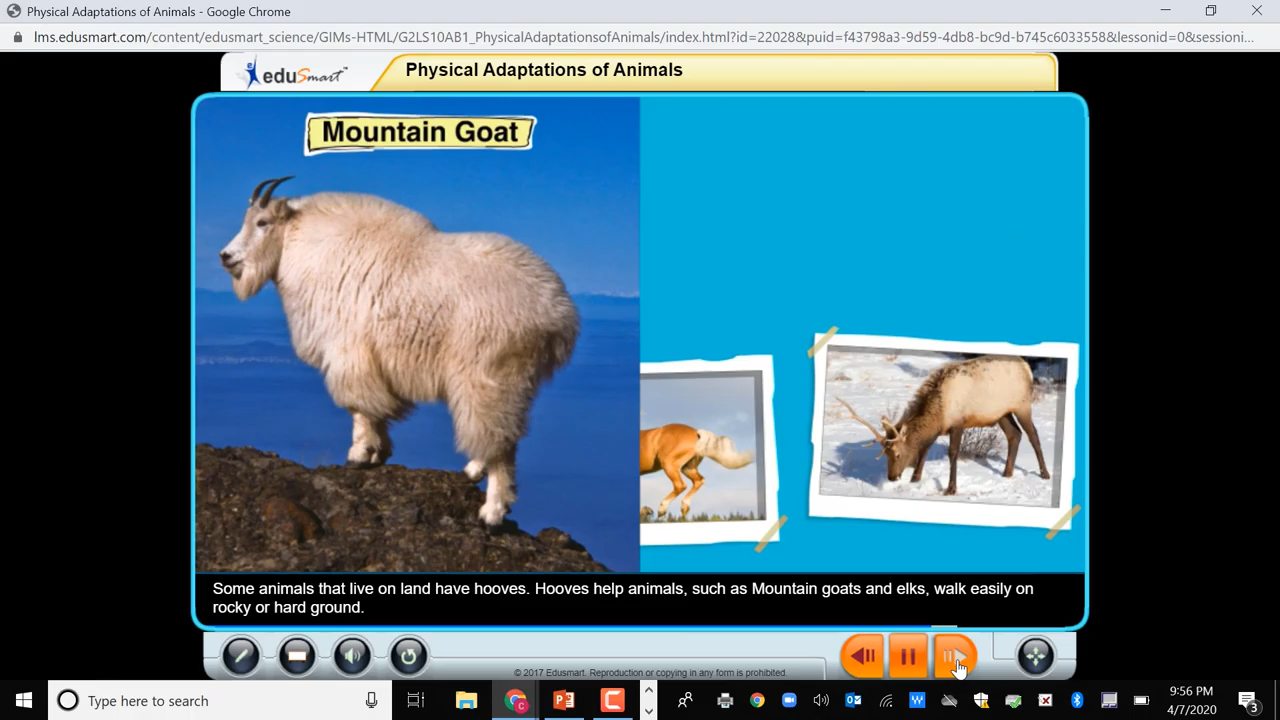 Physical Adaptations of Animals - Google Chrome
lms.edusmart.com/content/edusmart_science/GIMs-HTML/G2LS10AB1_PhysicalAdaptationsofAnimals/index.html?id=22028&puid=f43798a3-9d59-4db8-bc9d-b745c6033558&lessonid=0&sessioni...
eduSmart™
Physical Adaptations of Animals
Mountain Goat
Some animals that live on land have hooves. Hooves help animals, such as Mountain goats and elks, walk easily on
rocky or hard ground.
© 2017 Edusmart. Reproduction or copying in any form is prohibited.
Type here to search
9:56 PM
4/7/2020
3